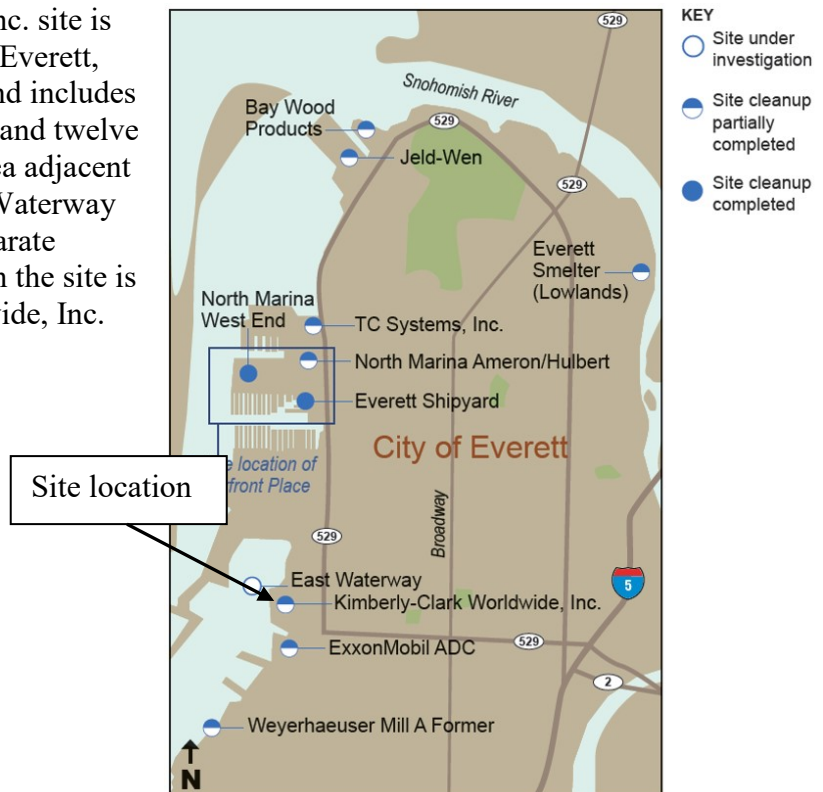 nc. site is
Everett,
nd includes
and twelve
ea adjacent
Waterway
arate
n the site is
vide, Inc.
KEY
Site under
investigation
Site cleanup
partially
completed
Site cleanup
completed
529
Snohomish River
Bay Wood
Products
529
Jeld-Wen
529
Everett
Smelter
(Lowlands)
North Marina
West End
TC Systems, Inc.
North Marina Ameron/Hulbert
Everett Shipyard
City of Everett
e location of
front Place
Site location
Broadway
529
East Waterway
5
Kimberly-Clark Worldwide, Inc.
529
ExxonMobil ADC
2
Weyerhaeuser Mill A Former
N